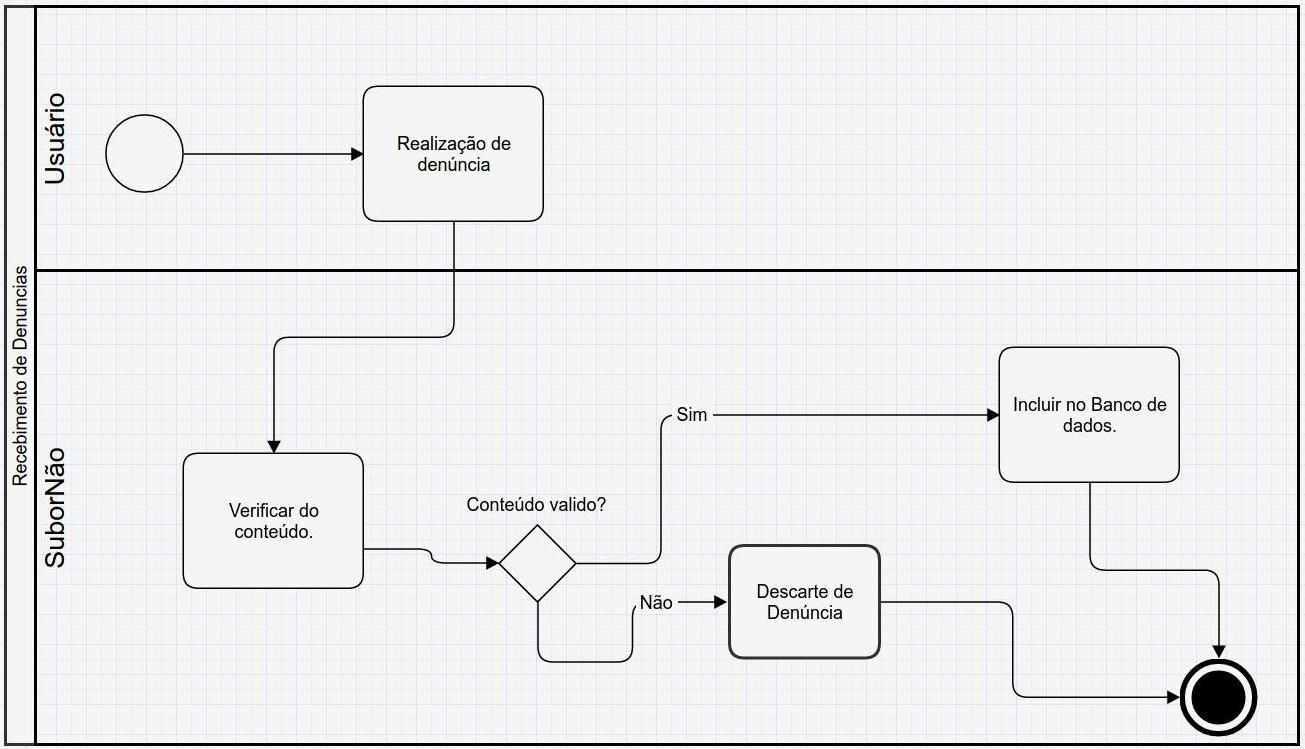 Recebimento de Denuncias
Usuário
Realização de
denúncia
SuborNão
Verificar do
conteúdo.
Conteúdo valido?
Sim
Incluir no Banco de
dados.
Não
Descarte de
Denúncia